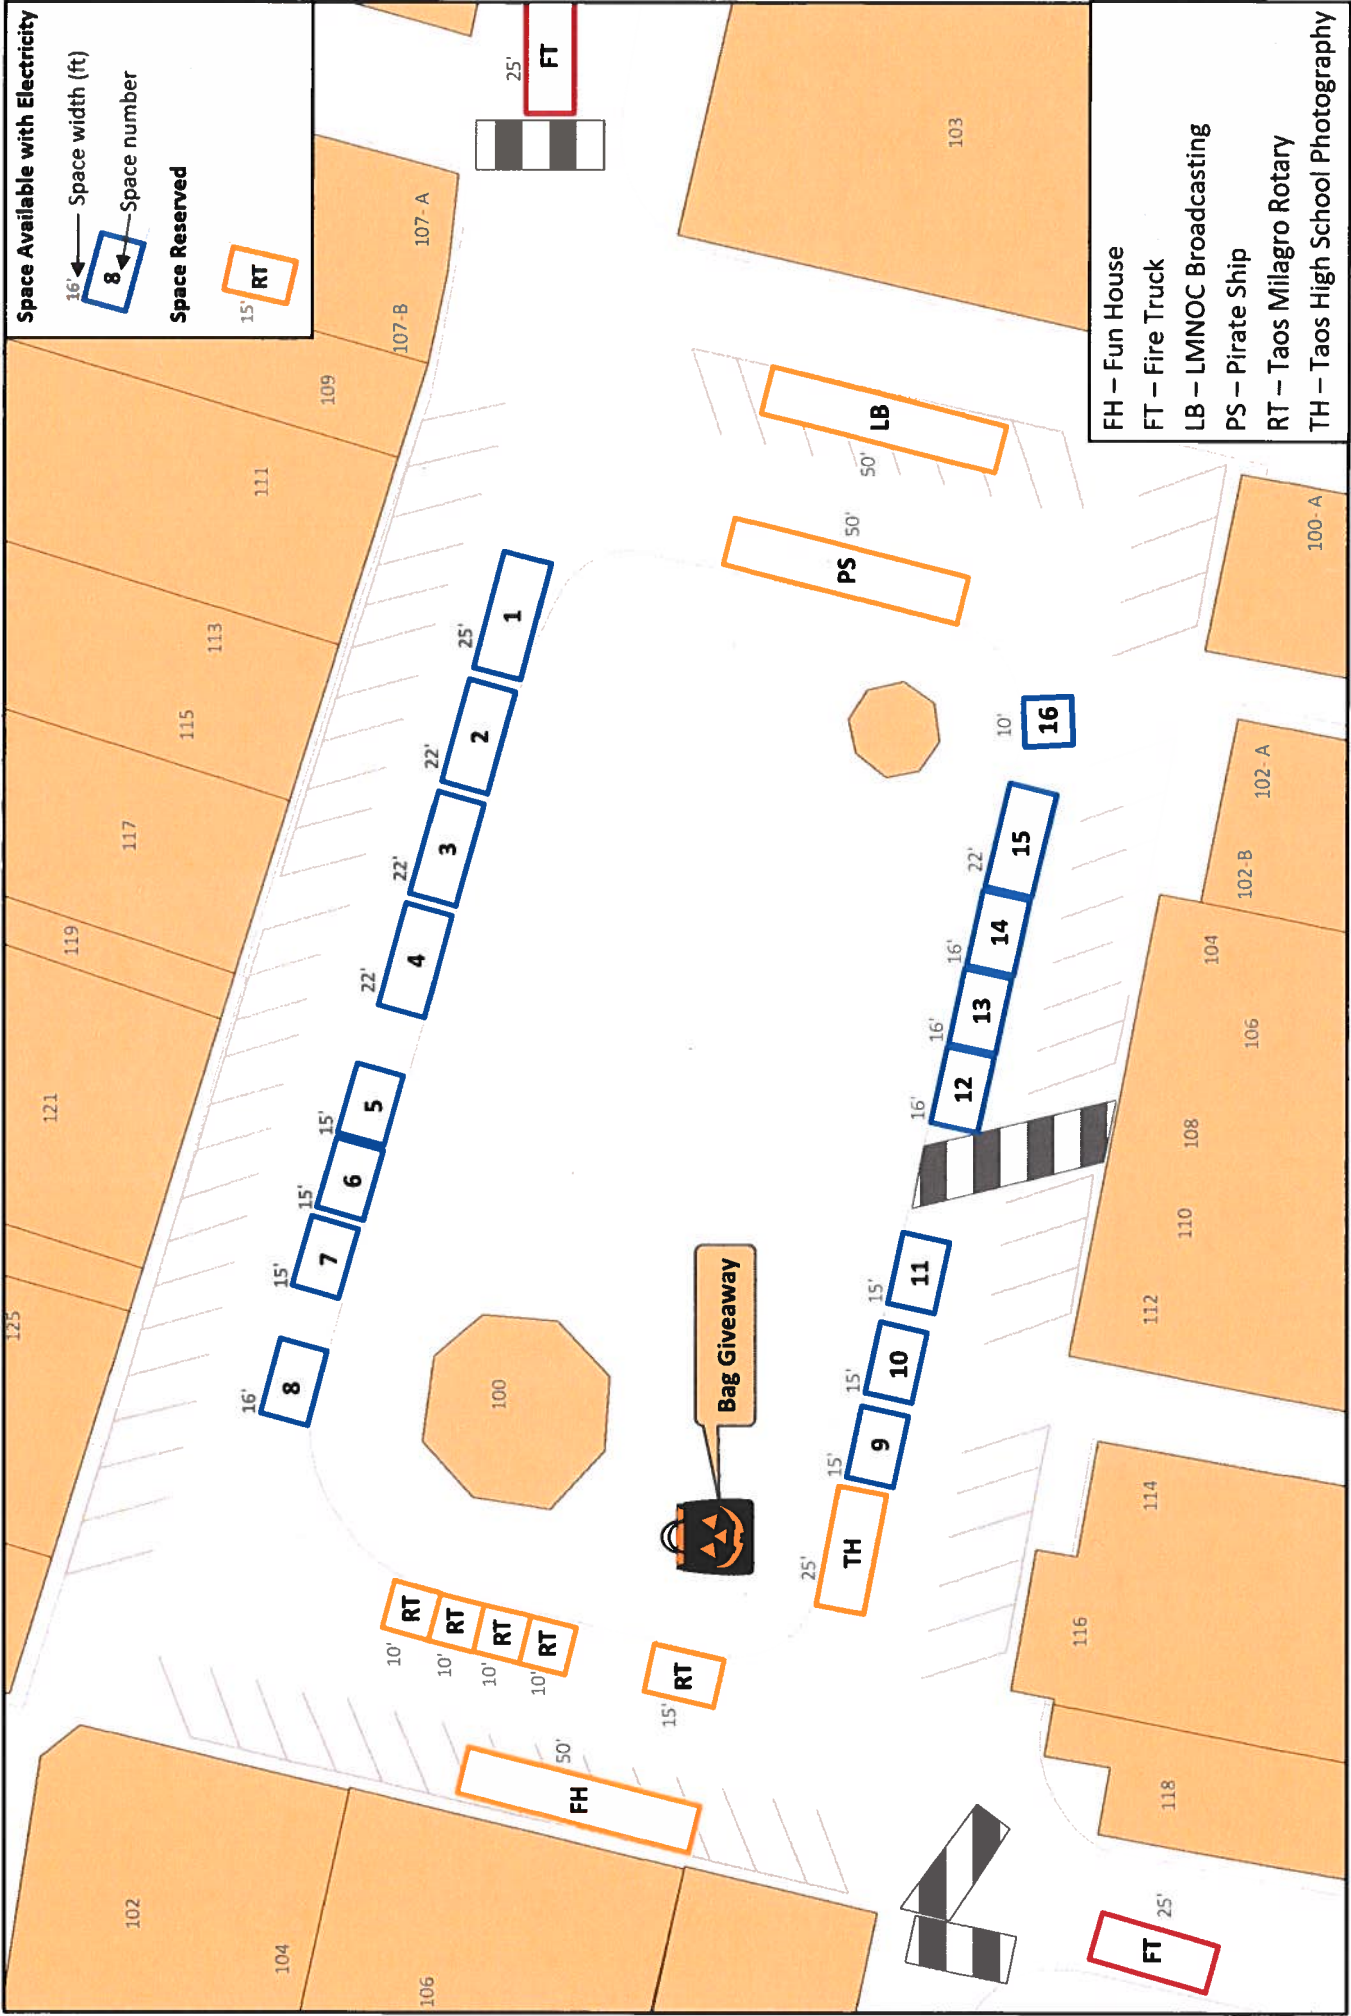 Space Available with Electricity
16'
Space width (ft)
8
Space number
Space Reserved
15'
RT
125
121
119
117
115
113
111
109
107-B
107-A
25'
FT
103
16'
8
15'
7
15'
6
15'
5
22'
4
22'
3
22'
2
25'
1
100
Bag Giveaway
10'
RT
10'
RT
10'
RT
10'
RT
15'
RT
50'
FH
50'
PS
50'
LB
25'
TH
15'
9
15'
10
15'
11
16'
12
16'
13
16'
14
22'
15
10'
16
102
104
106
25'
FT
118
116
114
112
110
108
106
104
102-B
102-A
100-A
FH – Fun House
FT – Fire Truck
LB – LMNOC Broadcasting
PS – Pirate Ship
RT – Taos Milagro Rotary
TH – Taos High School Photography